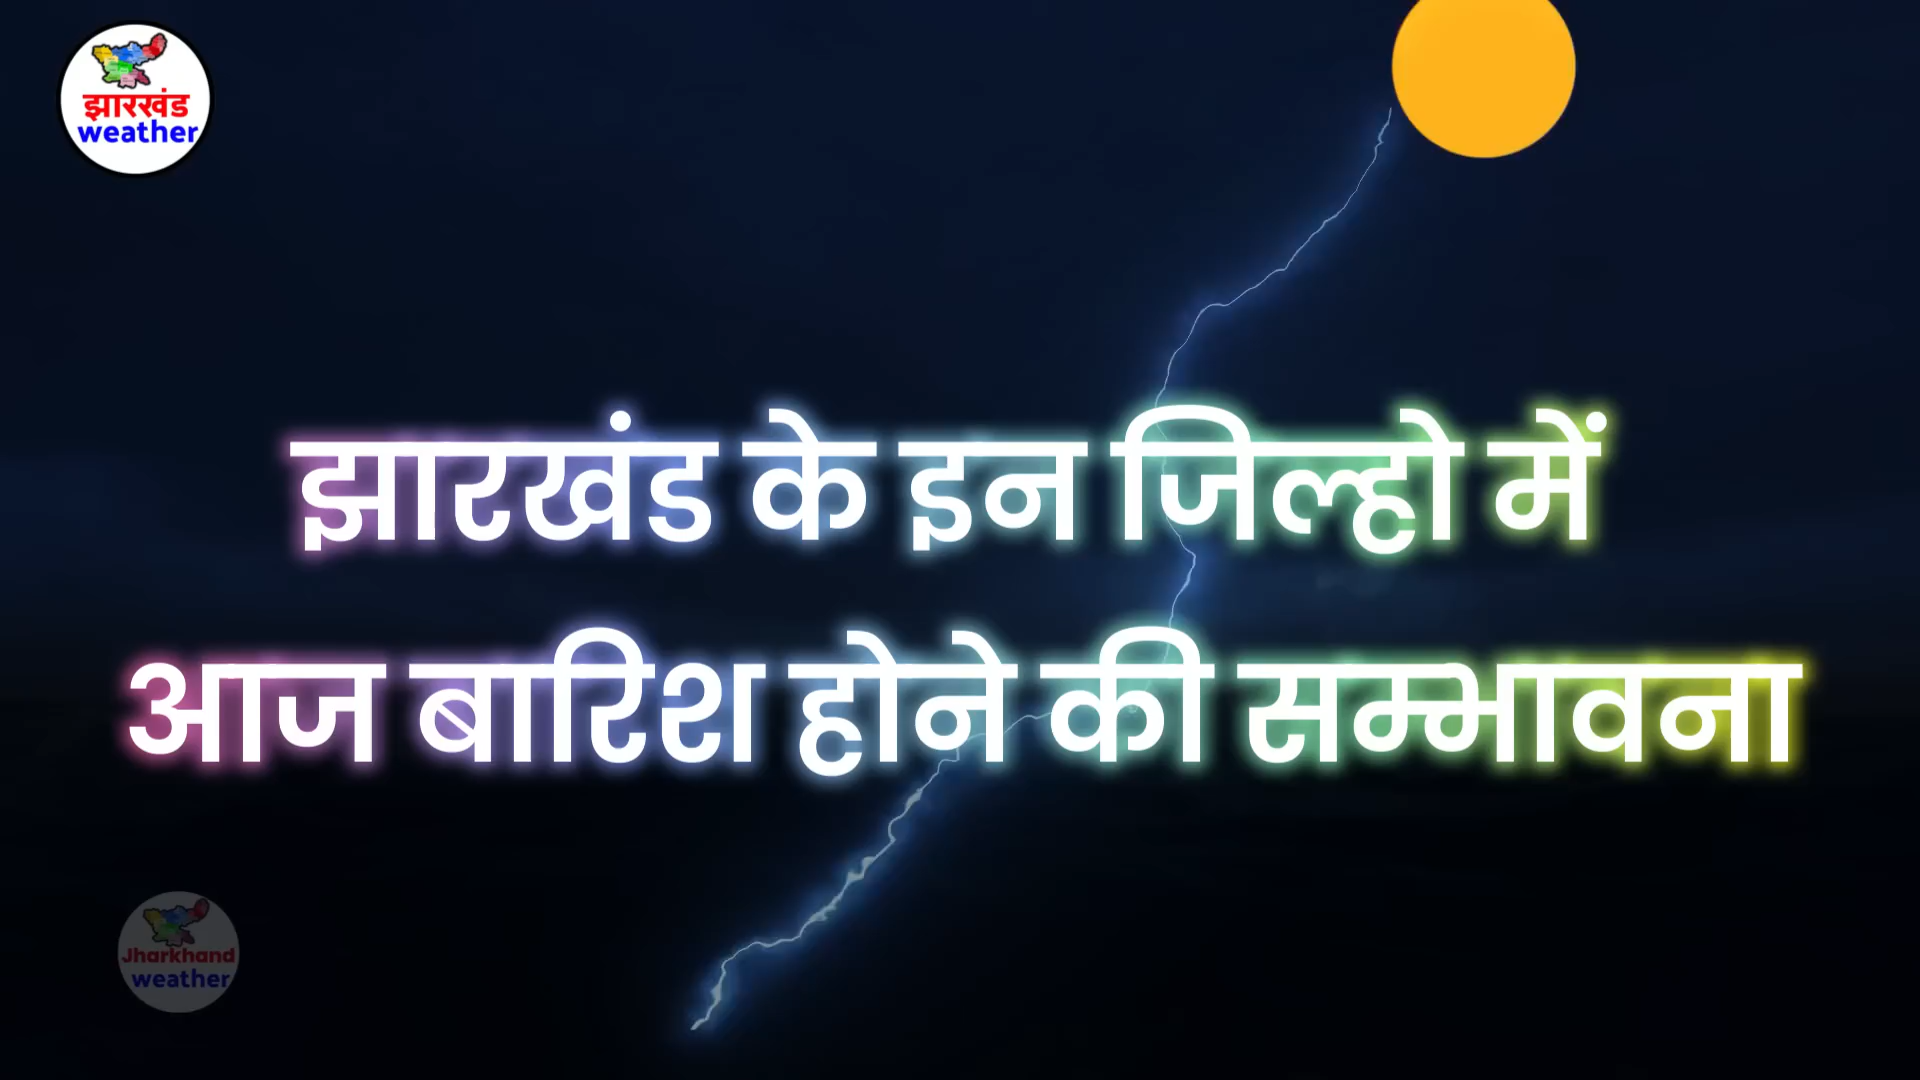 झारखंड
weather
झारखंड के इन जिल्हो में
आज बारिश होने की सम्भावना
Jharkhand
weather